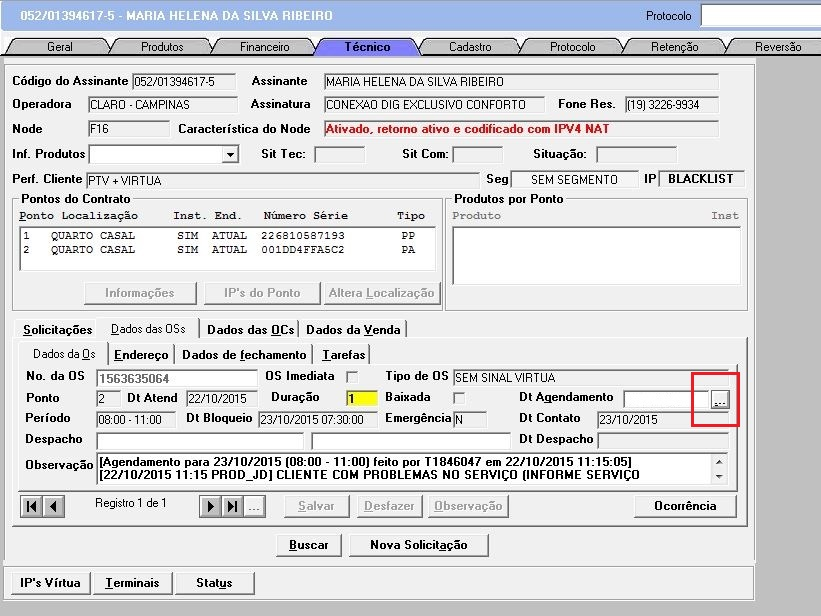 052/01394617-5 - MARIA HELENA DA SILVA RIBEIRO Protocolo
Geral Produtos Financeiro Técnico Cadastro Protocolo Retenção Reversão
Código do Assinante 052/01394617-5 Assinante MARIA HELENA DA SILVA RIBEIRO
Operadora CLARO - CAMPINAS Assinatura CONEXAO DIG EXCLUSIVO CONFORTO Fone Res. (19) 3226-9934
Node F16 Característica do Node Ativado, retorno ativo e codificado com IPV4 NAT
Inf. Produtos Sit Tec: Sit Com: Situação:
Perf. Cliente PTV + VIRTUA Seg SEM SEGMENTO IP BLACKLIST
Pontos do Contrato Produtos por Ponto
Ponto Localização Inst. End. Número Série Tipo Produto Inst
1 QUARTO CASAL SIM ATUAL 226810587193 PP
2 QUARTO CASAL SIM ATUAL 001DD4FFA5C2 PA
Informações IP's do Ponto Altera Localização
Solicitações Dados das OSs Dados das OCs Dados da Venda
Dados da Os Endereço Dados de fechamento Tarefas
No. da OS 1563635064 OS Imediata Tipo de OS SEM SINAL VIRTUA
Ponto 2 Dt Atend 22/10/2015 Duração 1 Baixada Dt Agendamento ...
Período 08:00 - 11:00 Dt Bloqueio 23/10/2015 07:30:00 Emergência N Dt Contato 23/10/2015
Despacho Dt Despacho
Observação [Agendamento para 23/10/2015 (08:00 - 11:00) feito por T1846047 em 22/10/2015 11:15:05]
[22/10/2015 11:15 PROD_JD] CLIENTE COM PROBLEMAS NO SERVIÇO (INFORME SERVIÇO
Registro 1 de 1 ... Salvar Desfazer Observação Ocorrência
Buscar Nova Solicitação
IP's Vírtua Terminais Status